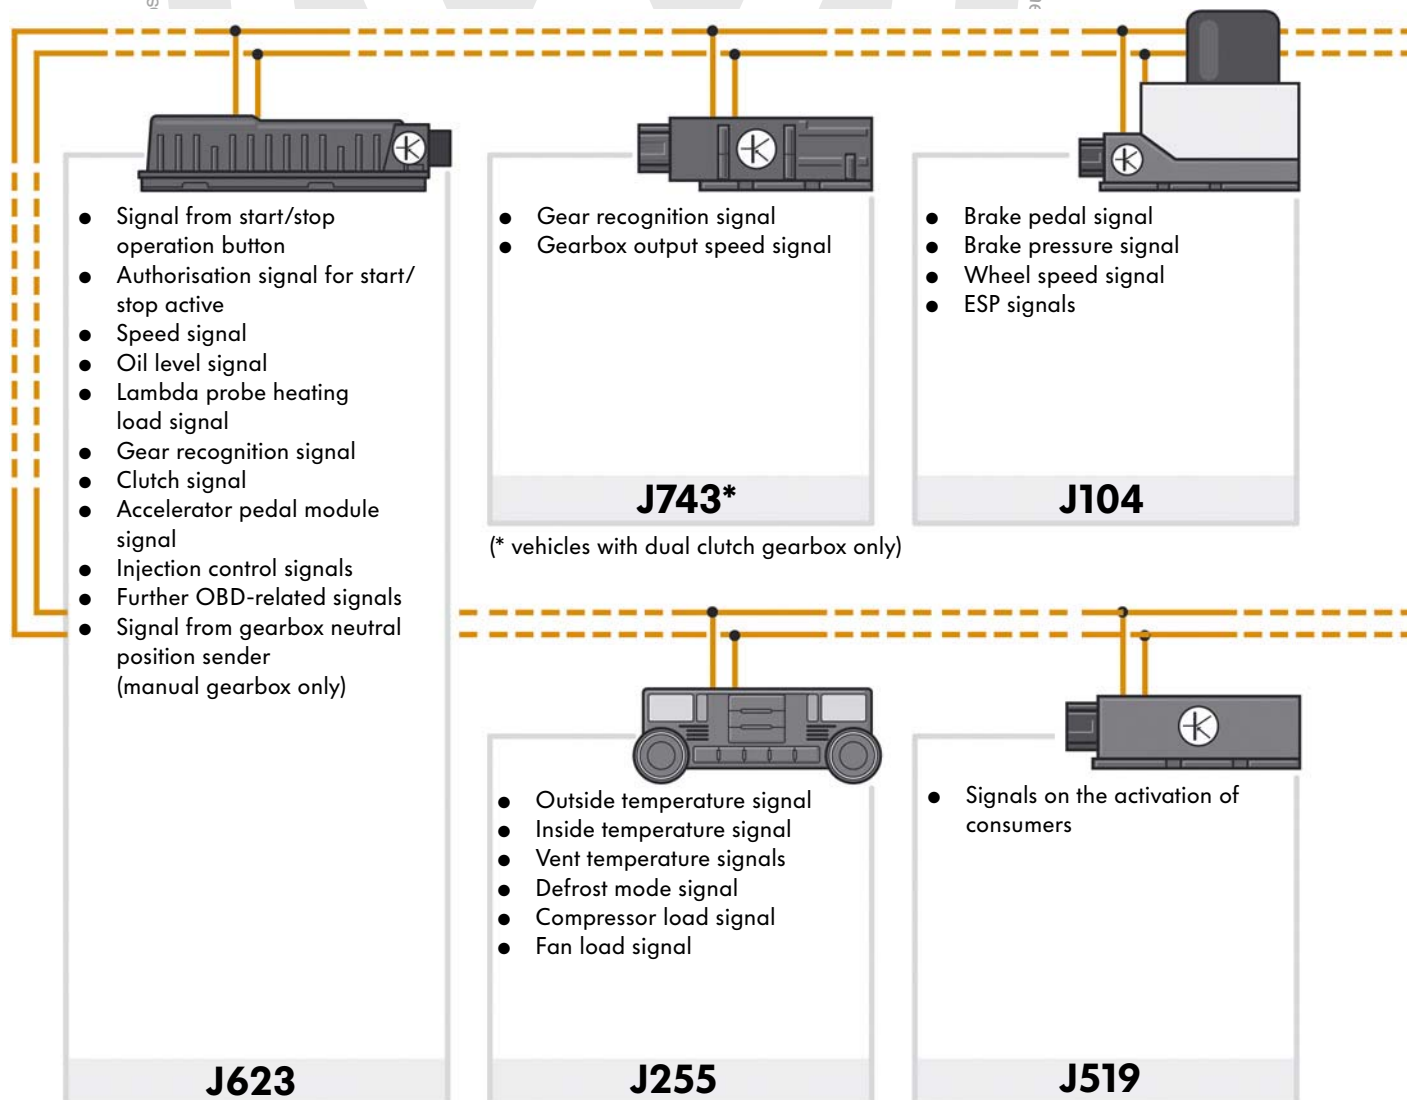 ● Signal from start/stop
operation button
● Authorisation signal for start/
stop active
● Speed signal
● Oil level signal
● Lambda probe heating
load signal
● Gear recognition signal
● Clutch signal
● Accelerator pedal module
signal
● Injection control signals
● Further OBD-related signals
● Signal from gearbox neutral
position sender
(manual gearbox only)
J623
● Gear recognition signal
● Gearbox output speed signal
J743*
(* vehicles with dual clutch gearbox only)
● Brake pedal signal
● Brake pressure signal
● Wheel speed signal
● ESP signals
J104
● Outside temperature signal
● Inside temperature signal
● Vent temperature signals
● Defrost mode signal
● Compressor load signal
● Fan load signal
J255
● Signals on the activation of
consumers
J519